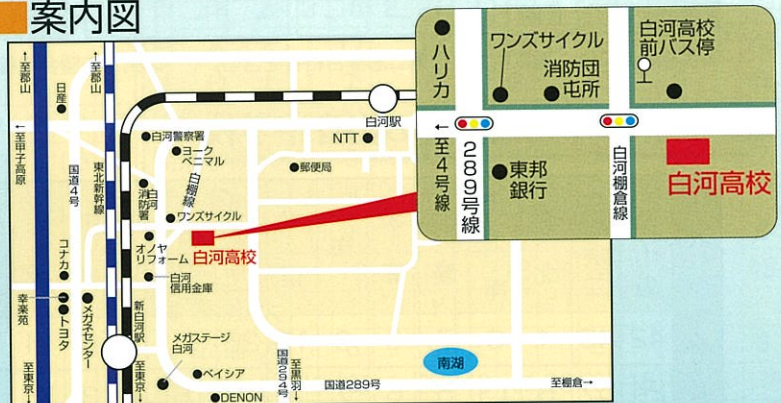 案内図
↑至郡山
↑至郡山
日産
←至甲子高原
国道4号
東北新幹線
白河警察署
ヨーク
ベニマル
白棚線
白河
消防署
ワンズサイクル
オノヤ
リフォーム
白河高校
白河
信用金庫
コナカ
幸楽苑
トヨタ
メガネセンター
新白河駅
至東京↓
至東京↓
メガステージ
白河
ベイシア
DENON
白河駅
NTT
郵便局
南湖
国道294号
至黒羽↓
国道289号
至棚倉→
ハリカ
ワンズサイクル
消防団
屯所
白河高校
前バス停
←至4号線
289号線
東邦
銀行
白河棚倉線
白河高校